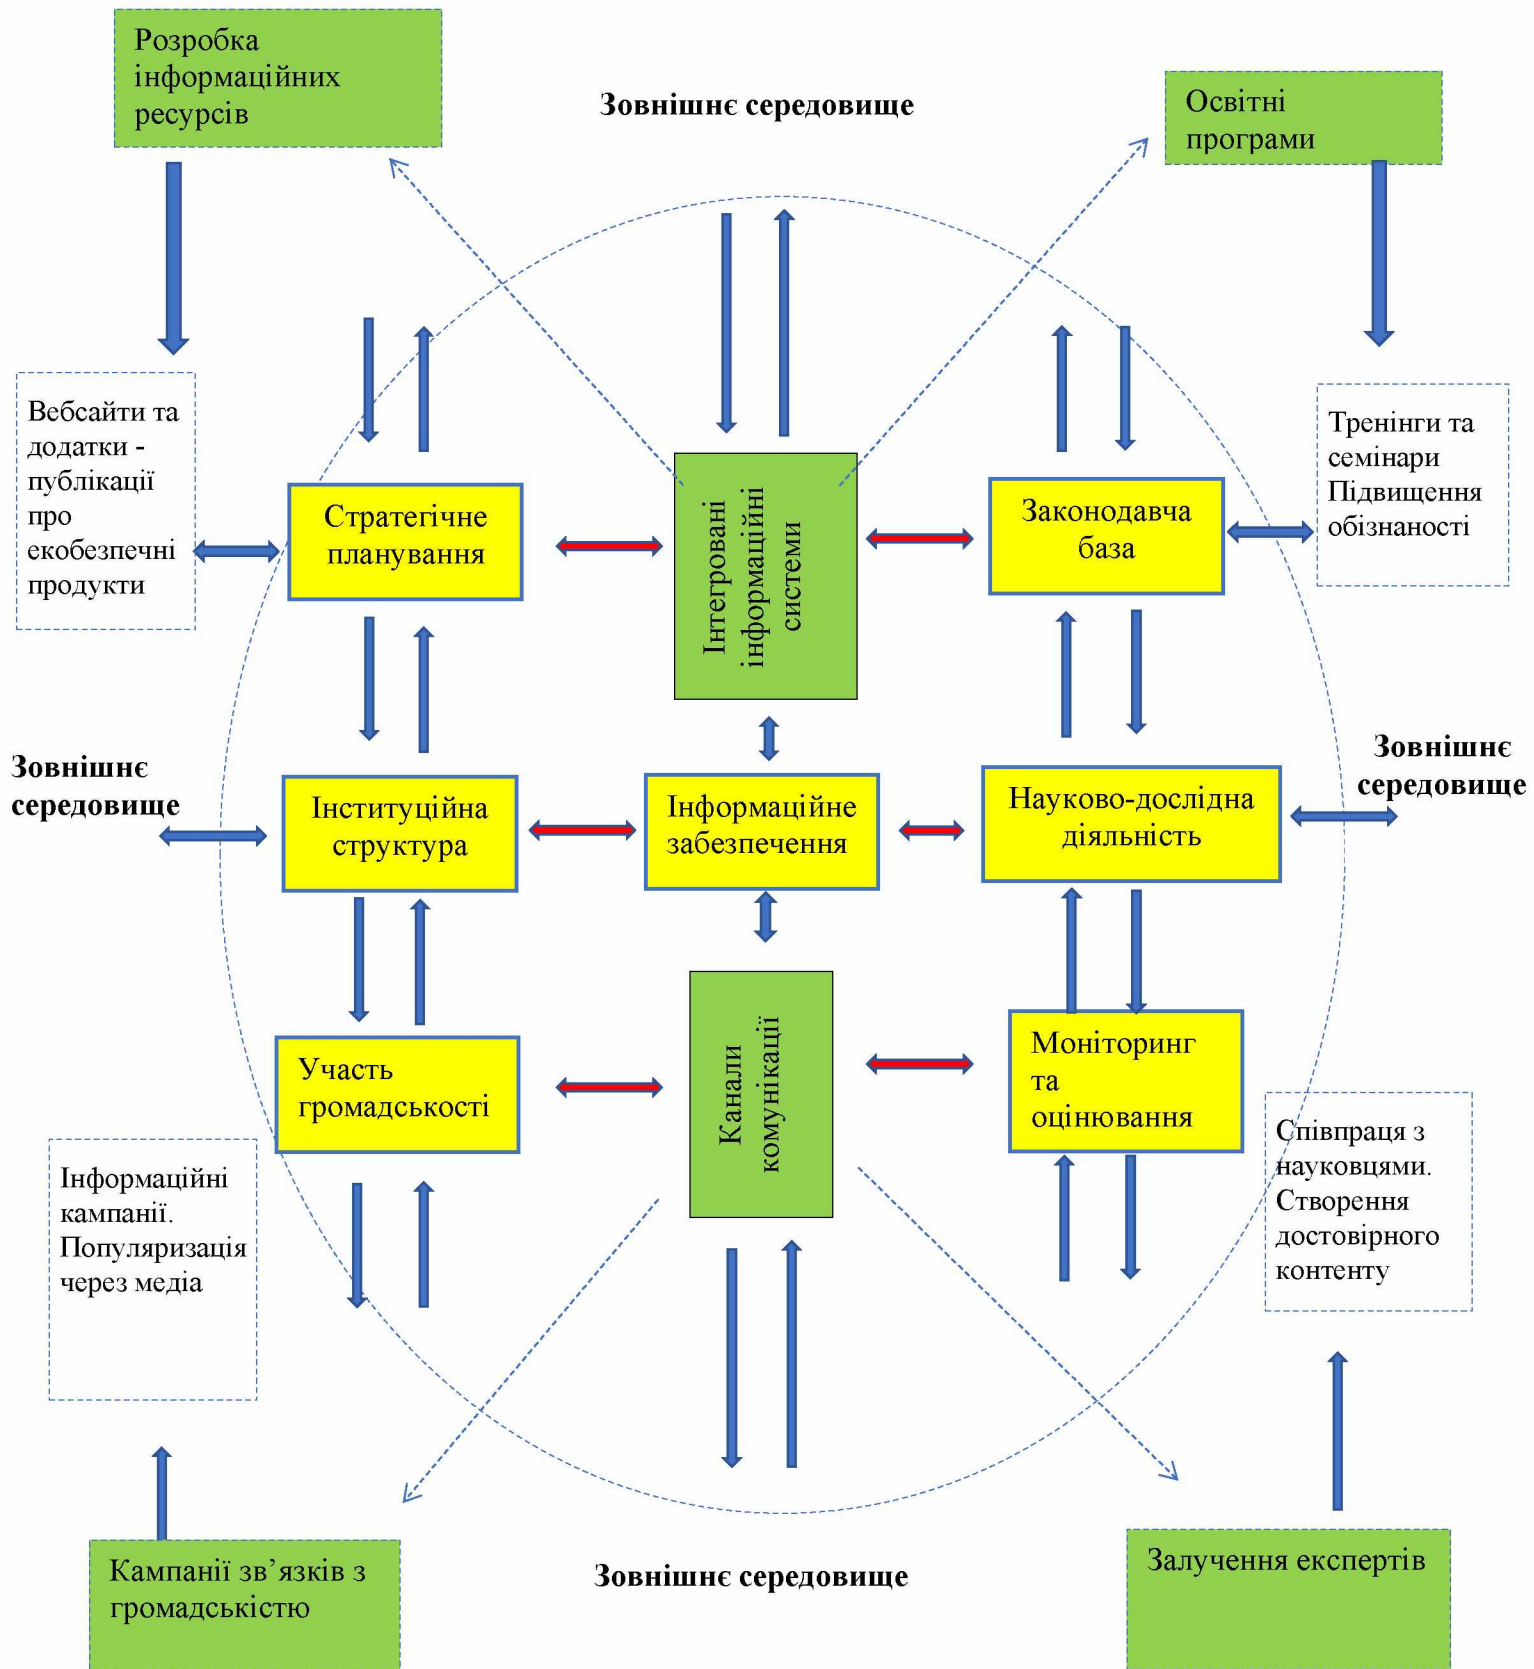 Розробка
інформаційних
ресурсів
Зовнішнє середовище
Освітні
програми
Вебсайти та
додатки -
публікації
про
екобезпечні
продукти
Стратегічне
планування
Інтегровані
інформаційні
системи
Законодавча
база
Тренінги та
семінари
Підвищення
обізнаності
Зовнішнє
середовище
Інституційна
структура
Інформаційне
забезпечення
Науково-дослідна
діяльність
Зовнішнє
середовище
Участь
громадськості
Канали
комунікації
Моніторинг
та
оцінювання
Інформаційні
кампанії.
Популяризація
через медіа
Співпраця з
науковцями.
Створення
достовірного
контенту
Кампанії зв’язків з
громадськістю
Зовнішнє середовище
Залучення експертів